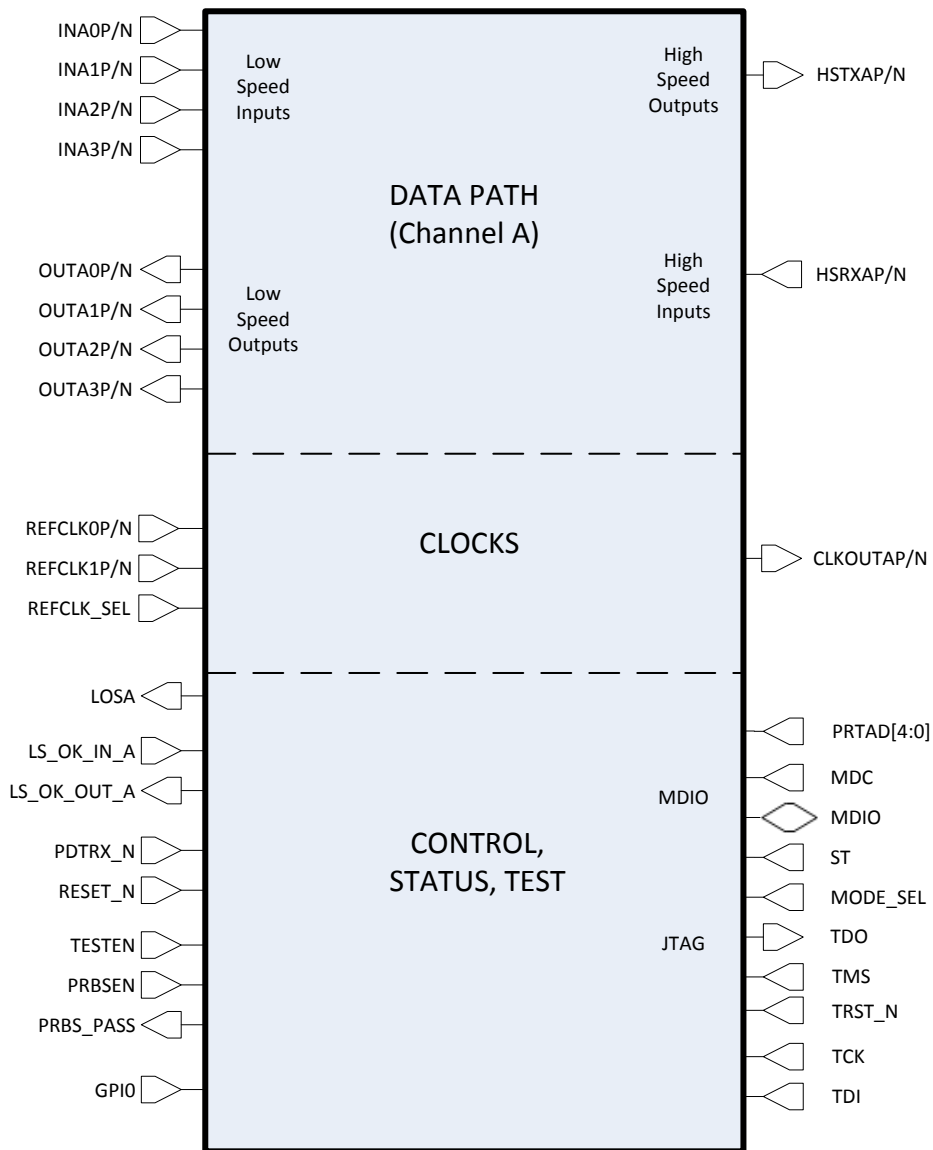 INA0P/N
INA1P/N
INA2P/N
INA3P/N
Low
Speed
Inputs
High
Speed
Outputs
HSTXAP/N
DATA PATH
(Channel A)
OUTA0P/N
OUTA1P/N
OUTA2P/N
OUTA3P/N
Low
Speed
Outputs
High
Speed
Inputs
HSRXAP/N
REFCLK0P/N
REFCLK1P/N
REFCLK_SEL
CLOCKS
CLKOUTAP/N
LOSA
LS_OK_IN_A
LS_OK_OUT_A
PDTRX_N
RESET_N
TESTEN
PRBSEN
PRBS_PASS
GPI0
CONTROL,
STATUS, TEST
MDIO
JTAG
PRTAD[4:0]
MDC
MDIO
ST
MODE_SEL
TDO
TMS
TRST_N
TCK
TDI